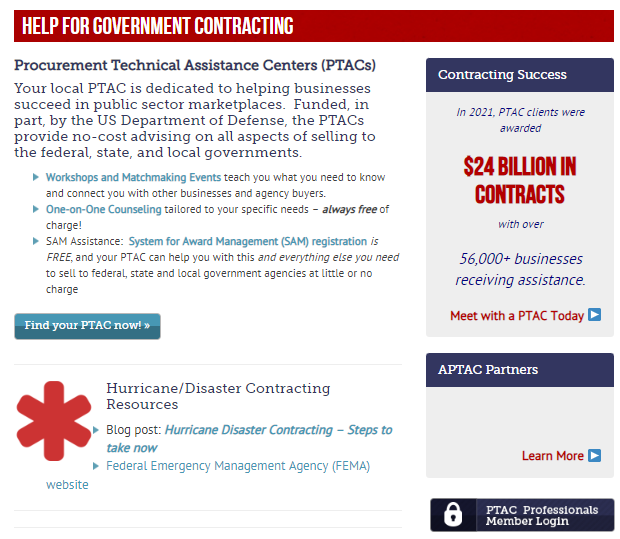 HELP FOR GOVERNMENT CONTRACTING
Procurement Technical Assistance Centers (PTACs)
Your local PTAC is dedicated to helping businesses
succeed in public sector marketplaces.  Funded, in
part, by the US Department of Defense, the PTACs
provide no-cost advising on all aspects of selling to
the federal, state, and local governments.
Workshops and Matchmaking Events teach you what you need to know
and connect you with other businesses and agency buyers.
One-on-One Counseling tailored to your specific needs – always free of
charge!
SAM Assistance:  System for Award Management (SAM) registration is
FREE, and your PTAC can help you with this and everything else you need
to sell to federal, state and local government agencies at little or no
charge
Find your PTAC now! »
Hurricane/Disaster Contracting
Resources
Blog post: Hurricane Disaster Contracting – Steps to
take now
Federal Emergency Management Agency (FEMA)
website
Contracting Success
In 2021, PTAC clients were
awarded
$24 BILLION IN
CONTRACTS
with over
56,000+ businesses
receiving assistance.
Meet with a PTAC Today
APTAC Partners
Learn More
PTAC Professionals
Member Login